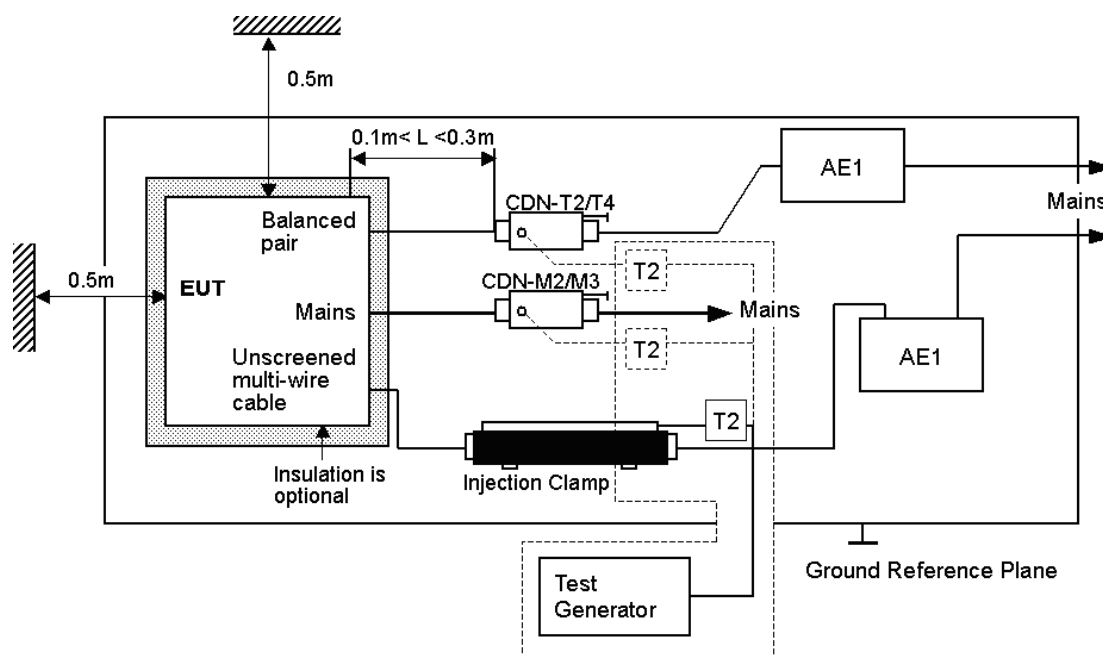 0.5m
0.1m< L <0.3m
AE1
Mains
CDN-T2/T4
Balanced
pair
T2
0.5m
EUT
CDN-M2/M3
Mains
Mains
T2
AE1
Unscreened
multi-wire
cable
T2
Insulation is
optional
Injection Clamp
Test
Generator
Ground Reference Plane